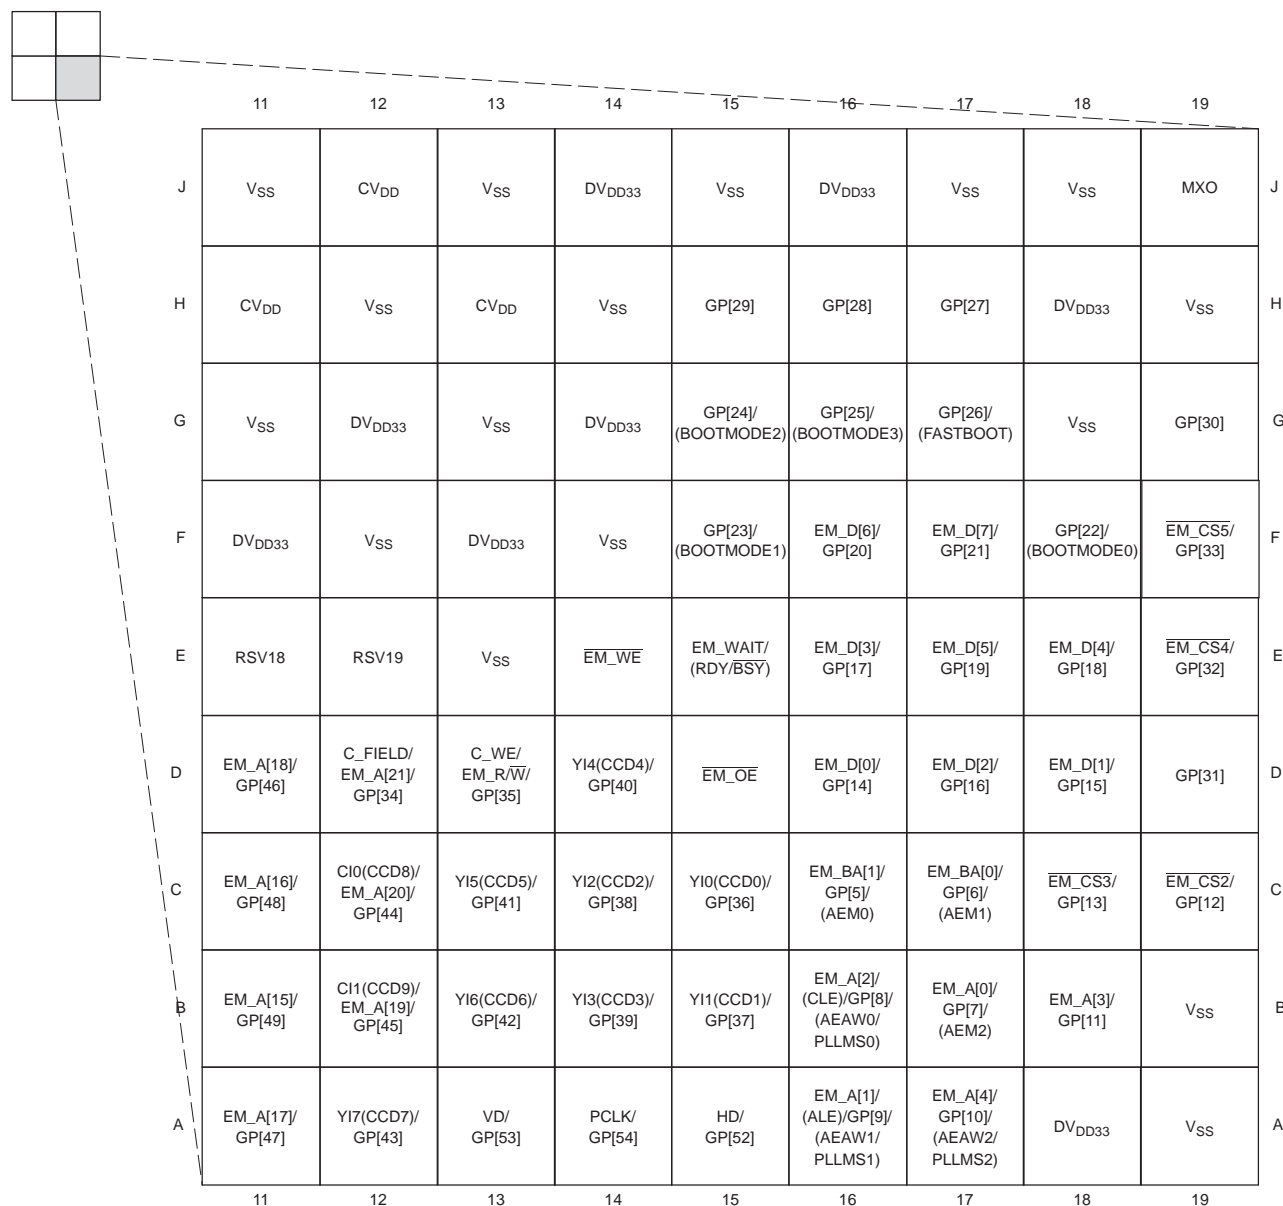 11 12 13 14 15 16 17 18 19
J VSS CVDD VSS DVDD33 VSS DVDD33 VSS VSS MXO J
H CVDD VSS CVDD VSS GP[29] GP[28] GP[27] DVDD33 VSS H
G VSS DVDD33 VSS DVDD33 GP[24]/ GP[25]/ GP[26]/ VSS GP[30] G
(BOOTMODE2) (BOOTMODE3) (FASTBOOT)
F DVDD33 VSS DVDD33 VSS GP[23]/ EM_D[6]/ EM_D[7]/ GP[22]/ EM_CS5/ F
(BOOTMODE1) GP[20] GP[21] (BOOTMODE0) GP[33]
E RSV18 RSV19 VSS EM_WE EM_WAIT/ EM_D[3]/ EM_D[5]/ EM_D[4]/ EM_CS4/ E
(RDY/BSY) GP[17] GP[19] GP[18] GP[32]
C_FIELD/ C_WE/
D EM_A[18]/ EM_A[21]/ EM_R/W/ YI4(CCD4)/ EM_OE EM_D[0]/ EM_D[2]/ EM_D[1]/ GP[31] D
GP[46] GP[34] GP[35] GP[40] GP[14] GP[16] GP[15]
CI0(CCD8)/ EM_BA[1]/ EM_BA[0]/
C EM_A[16]/ EM_A[20]/ YI5(CCD5)/ YI2(CCD2)/ YI0(CCD0)/ GP[5]/ GP[6]/ EM_CS3/ EM_CS2/ C
GP[48] GP[44] GP[41] GP[38] GP[36] (AEM0) (AEM1) GP[13] GP[12]
CI1(CCD9)/ EM_A[2]/ EM_A[0]/
B EM_A[15]/ EM_A[19]/ YI6(CCD6)/ YI3(CCD3)/ YI1(CCD1)/ (CLE)/GP[8]/ GP[7]/ EM_A[3]/ VSS B
GP[49] GP[45] GP[42] GP[39] GP[37] (AEAW0/ (AEM2) GP[11]
PLLMS0)
EM_A[1]/ EM_A[4]/
A EM_A[17]/ YI7(CCD7)/ VD/ PCLK/ HD/ (ALE)/GP[9]/ GP[10]/ DVDD33 VSS A
GP[47] GP[43] GP[53] GP[54] GP[52] (AEAW1/ (AEAW2/
PLLMS1) PLLMS2)
11 12 13 14 15 16 17 18 19